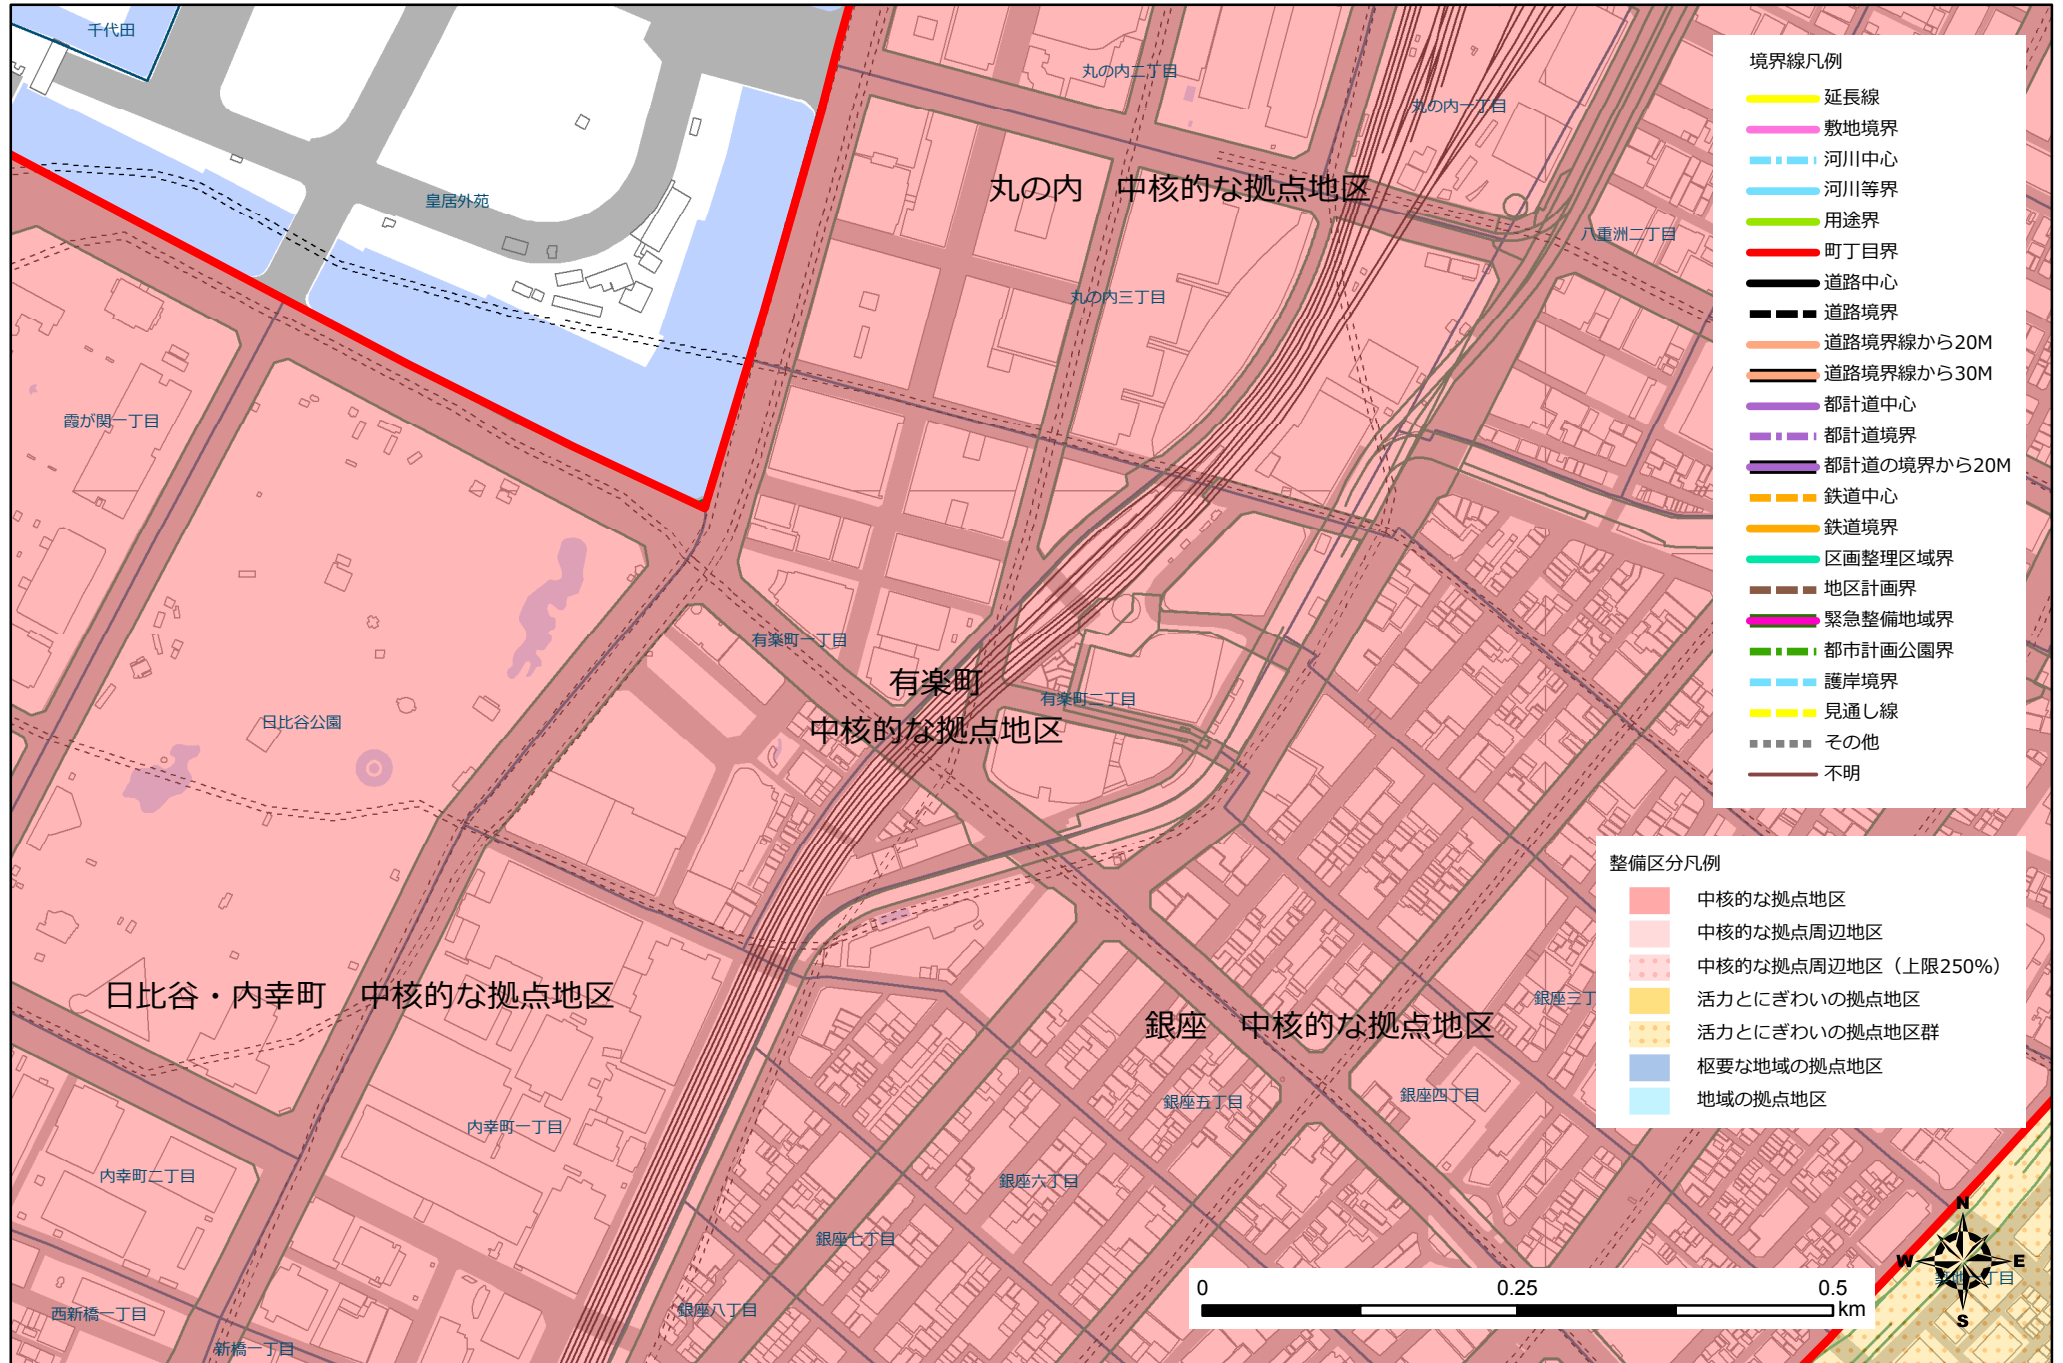 千代田
丸の内二丁目
丸の内一丁目
皇居外苑
丸の内　中核的な拠点地区
八重洲二丁目
丸の内三丁目
霞が関一丁目
有楽町一丁目
有楽町
中核的な拠点地区
有楽町二丁目
日比谷公園
日比谷・内幸町　中核的な拠点地区
銀座　中核的な拠点地区
銀座三丁
銀座四丁目
銀座五丁目
内幸町一丁目
内幸町二丁目
銀座六丁目
銀座七丁目
銀座八丁目
西新橋一丁目
新橋一丁目
境界線凡例
延長線
敷地境界
河川中心
河川等界
用途界
町丁目界
道路中心
道路境界
道路境界線から20M
道路境界線から30M
都計道中心
都計道境界
都計道の境界から20M
鉄道中心
鉄道境界
区画整理区域界
地区計画界
緊急整備地域界
都市計画公園界
護岸境界
見通し線
その他
不明
整備区分凡例
中核的な拠点地区
中核的な拠点周辺地区
中核的な拠点周辺地区（上限250%）
活力とにぎわいの拠点地区
活力とにぎわいの拠点地区群
枢要な地域の拠点地区
地域の拠点地区
N
W
E
S
0
0.25
0.5
km